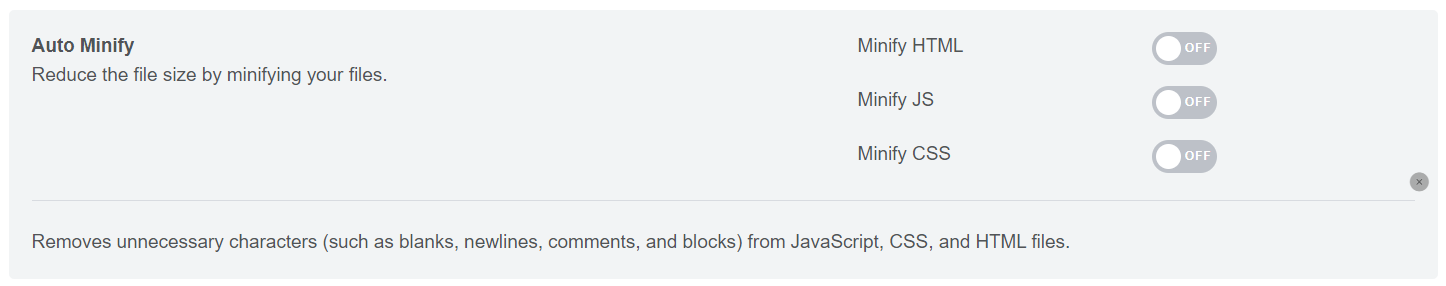 Auto Minify
Reduce the file size by minifying your files.
Minify HTML
OFF
Minify JS
OFF
Minify CSS
OFF
Removes unnecessary characters (such as blanks, newlines, comments, and blocks) from JavaScript, CSS, and HTML files.